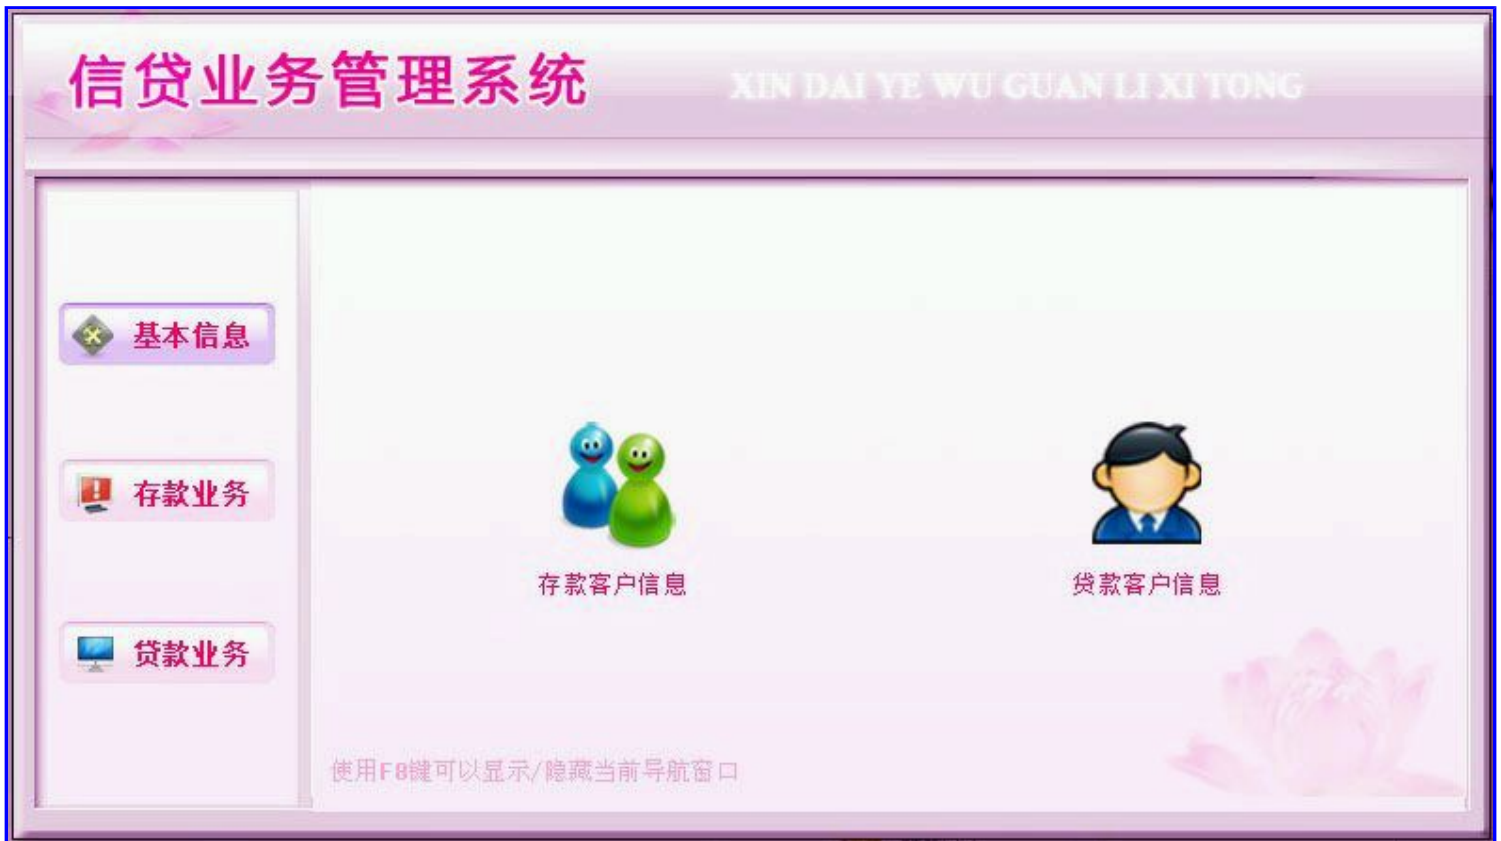 信贷业务管理系统
XIN DAI YE WU GUAN LI XI TONG
基本信息
存款业务
贷款业务
存款客户信息
贷款客户信息
使用F8键可以显示/隐藏当前导航窗口